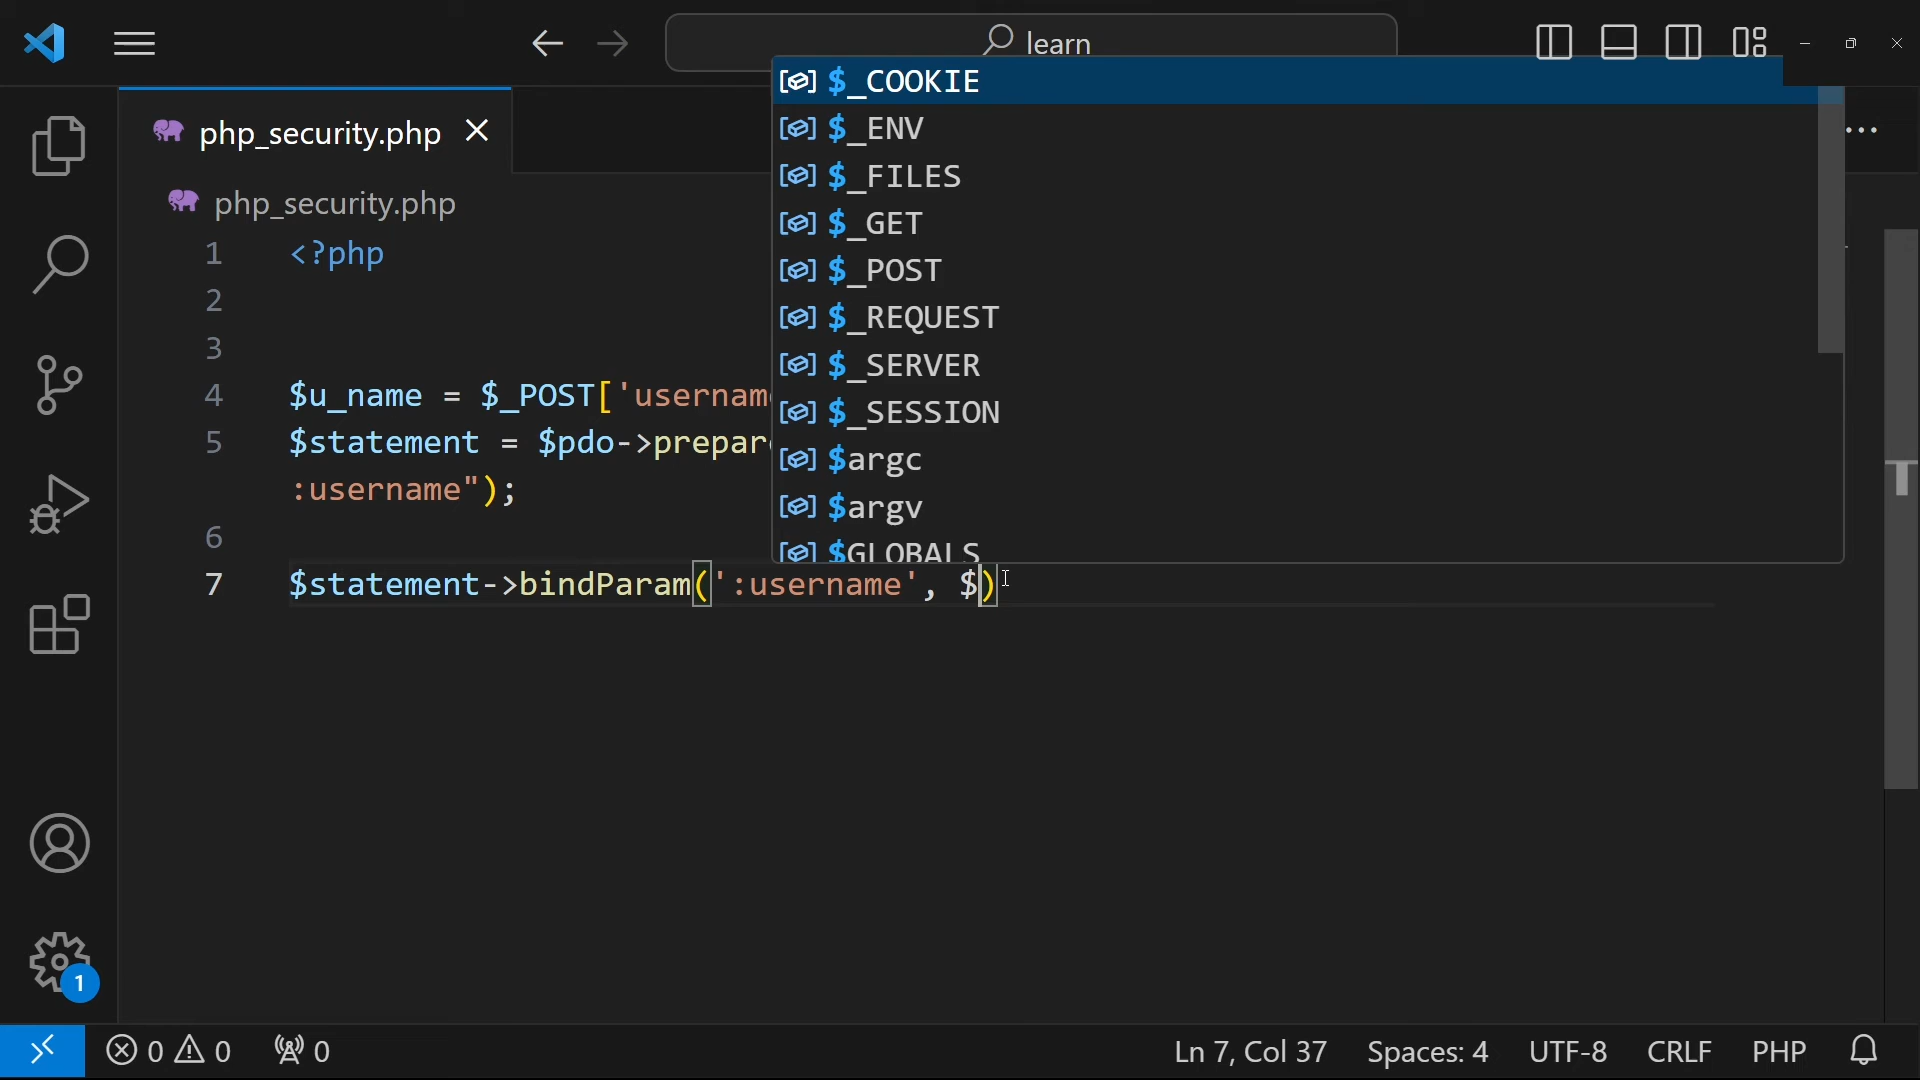 learn
php_security.php
php_security.php
1 <?php
2
3
4 $u_name = $_POST['usernam
5 $statement = $pdo->prepar
:username");
6
7 $statement->bindParam(':username', $)
$_COOKIE
$_ENV
$_FILES
$_GET
$_POST
$_REQUEST
$_SERVER
$_SESSION
$argc
$argv
$GLOBALS
1
0 0 0 Ln 7, Col 37 Spaces: 4 UTF-8 CRLF PHP